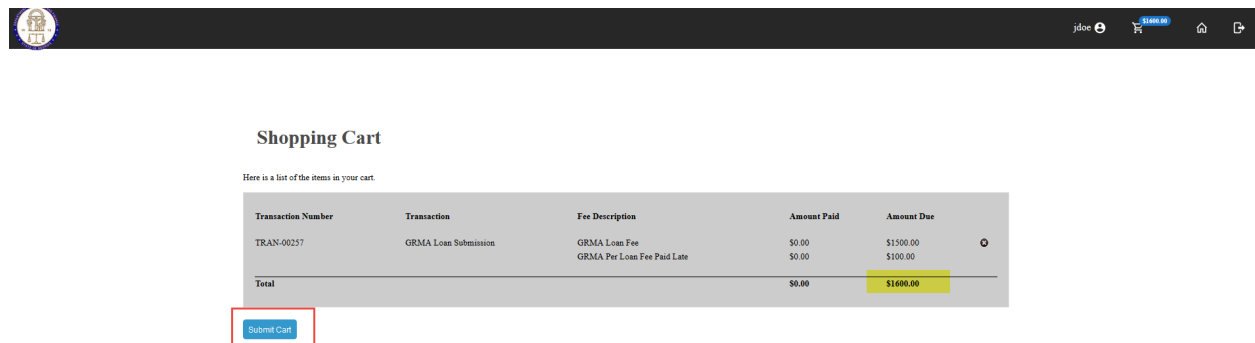 jdoe $1600.00
Shopping Cart
Here is a list of the items in your cart.
Transaction Number Transaction Fee Description Amount Paid Amount Due
TRAN-00257 GRMA Loan Submission GRMA Loan Fee $0.00 $1500.00
GRMA Per Loan Fee Paid Late $0.00 $100.00
Total $0.00 $1600.00
Submit Cart